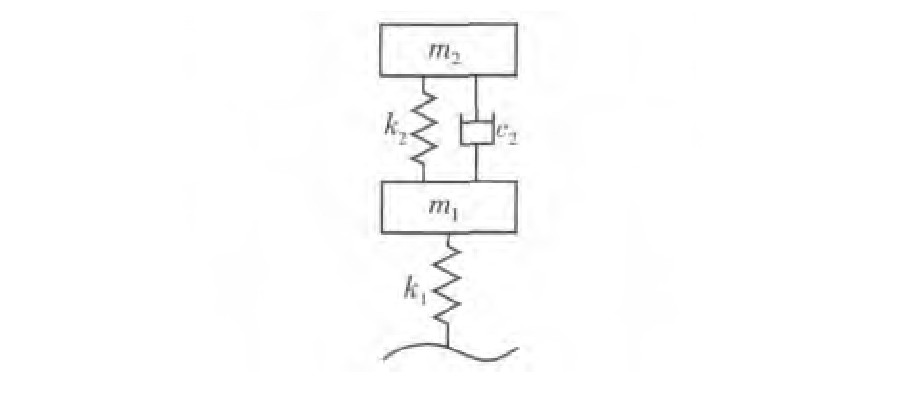 m₂
k₂ c₂
m₁
k₁